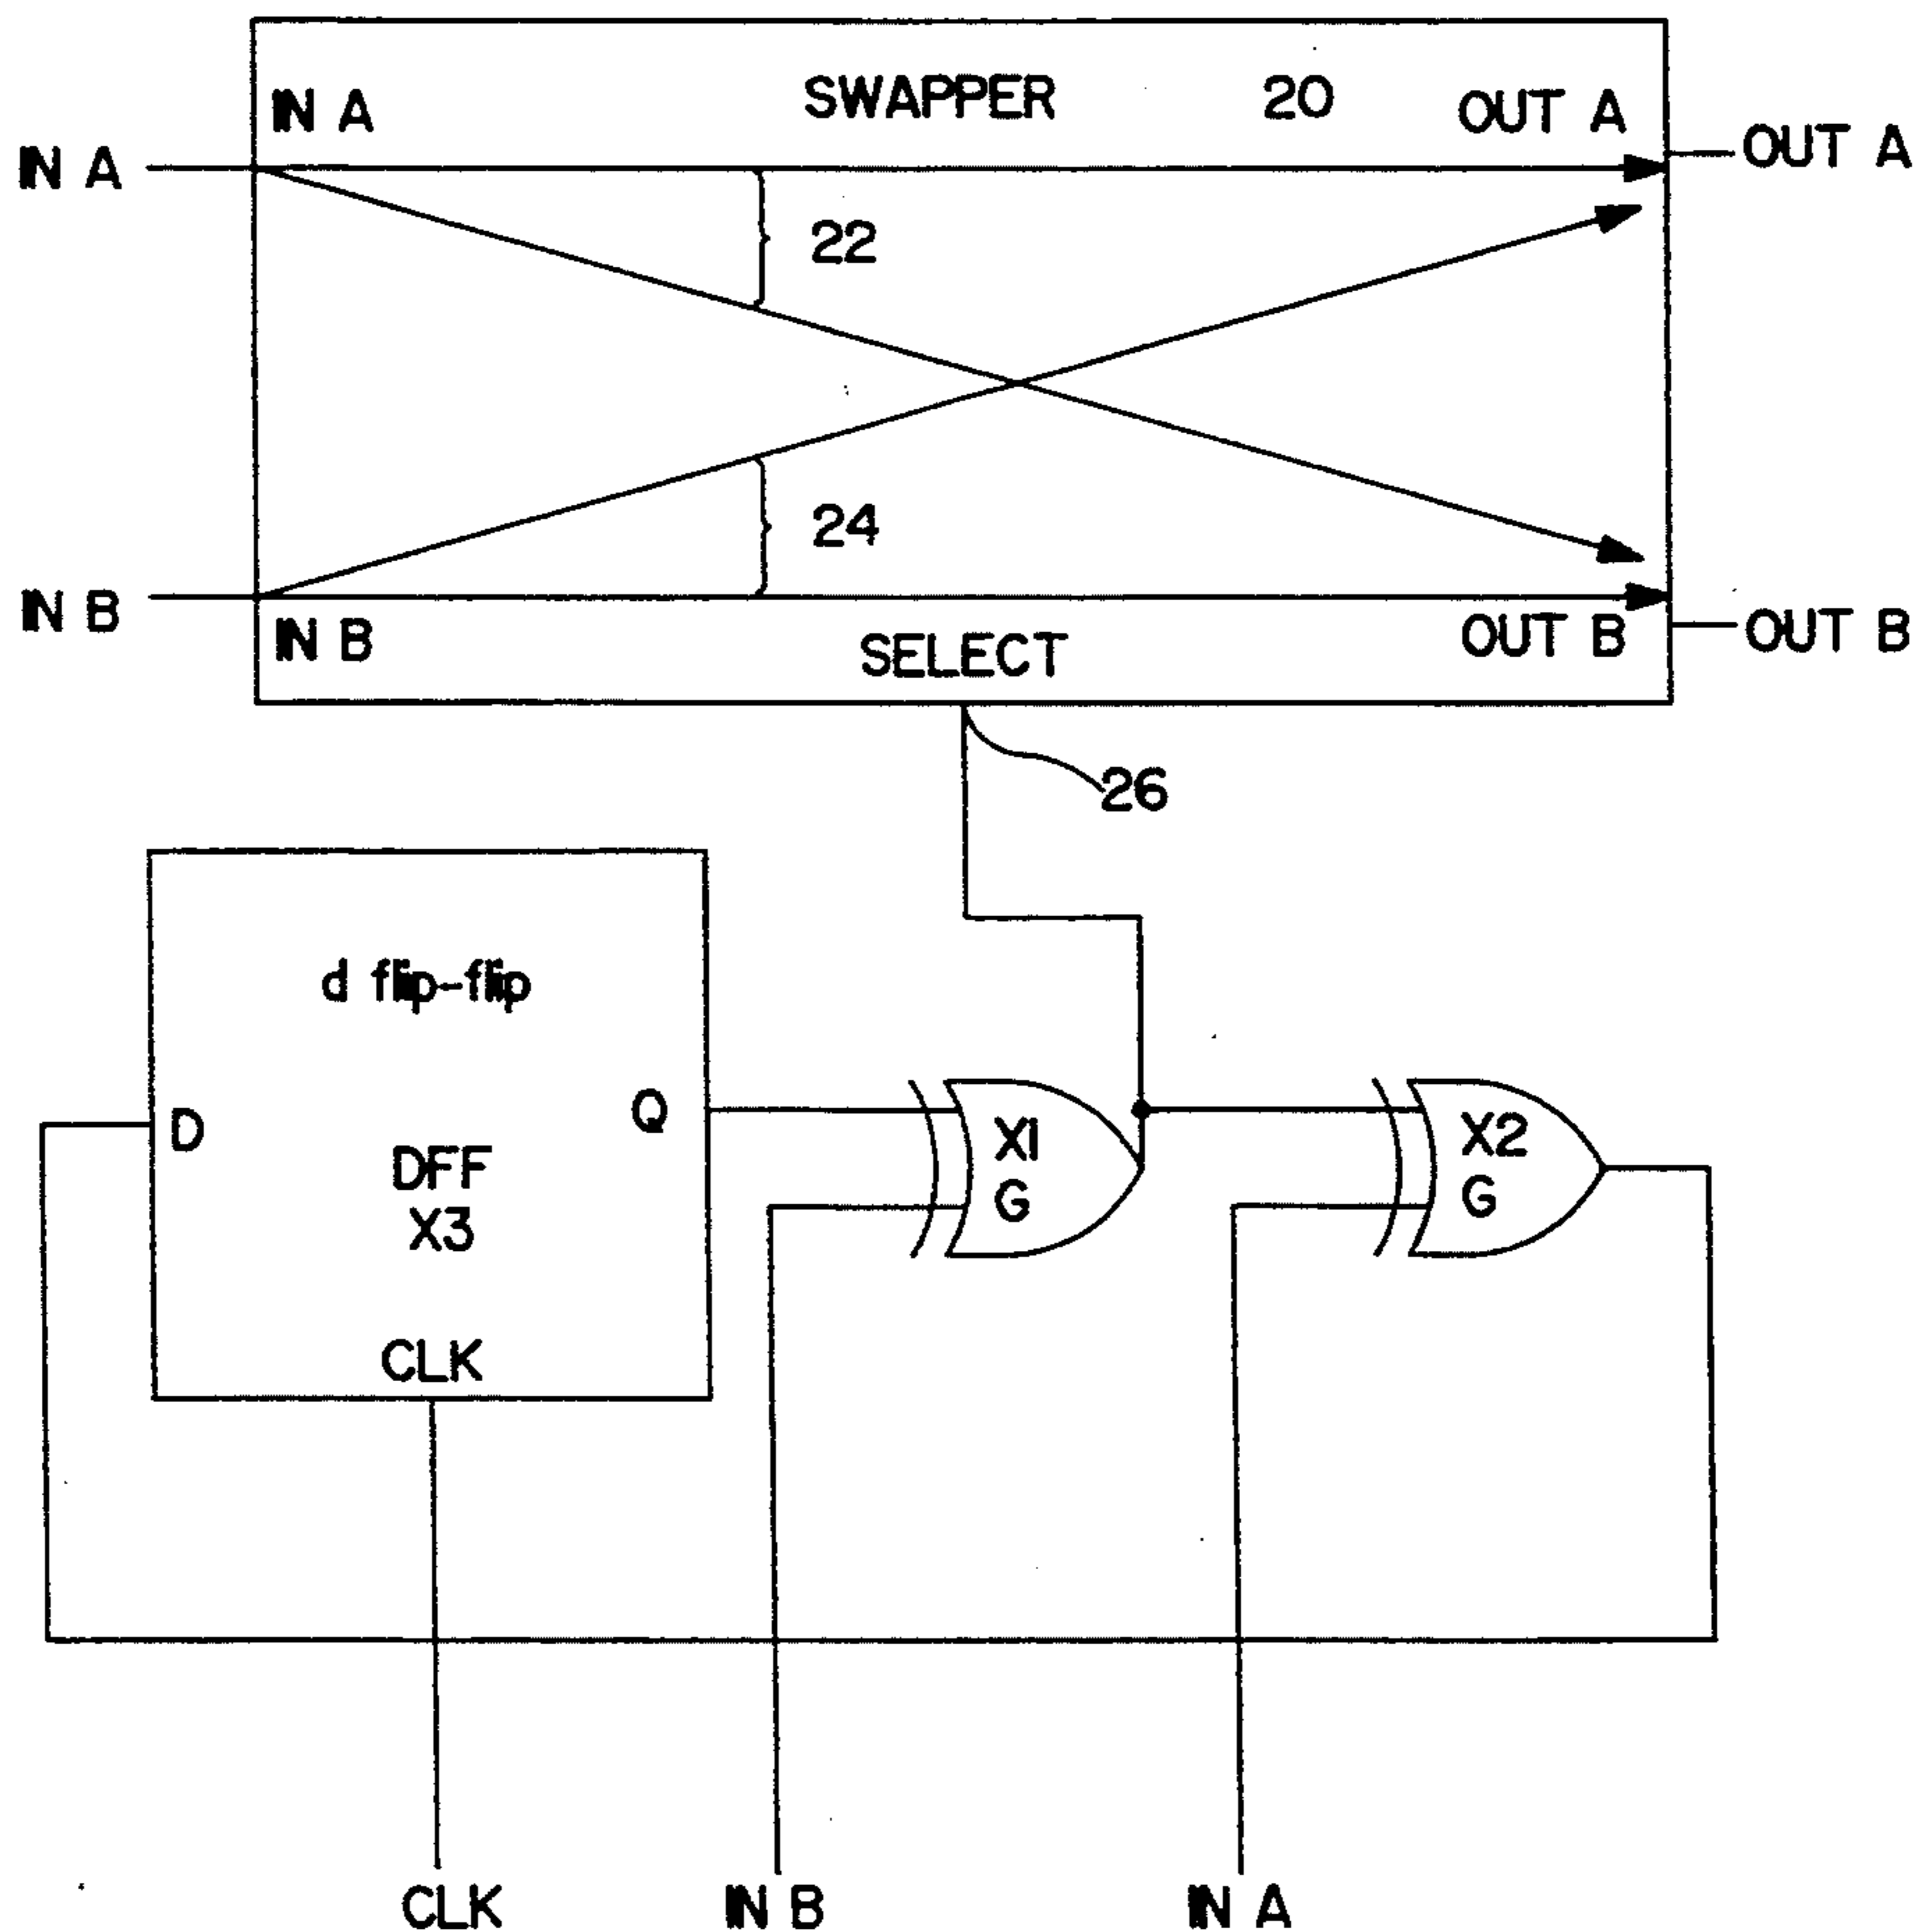 SWAPPER 20
IN A
OUT A
IN A
OUT A
22
24
IN B
OUT B
IN B
OUT B
SELECT
26
d flip-flip
D
Q
DFF
X3
CLK
X1
G
X2
G
CLK
IN B
IN A